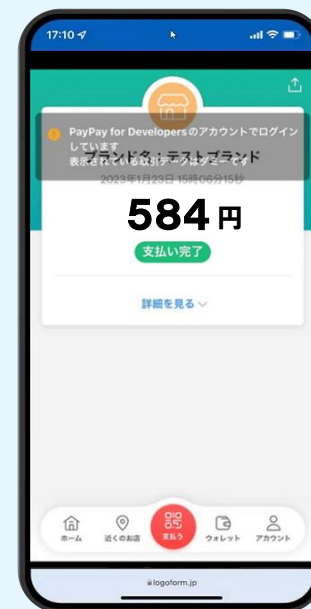 17:10
PayPay for Developersのアカウントでログイン
しています
表示されている取引データはダミーです
ブランド名：テストブランド
2023年1月23日 15時06分15秒
584円
支払い完了
詳細を見る
ホーム
近くのお店
支払う
ウォレット
アカウント
logoform.jp